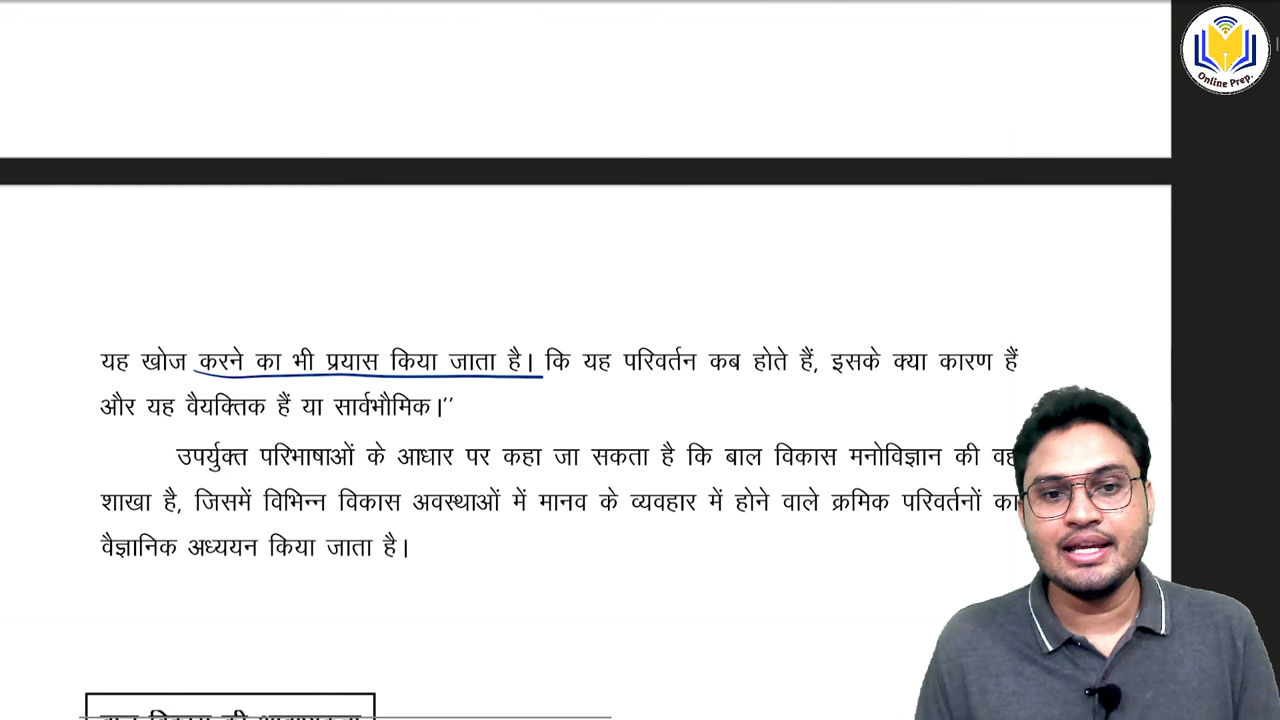 Online Prep.
यह खोज करने का भी प्रयास किया जाता है। कि यह परिवर्तन कब होते हैं, इसके क्या कारण हैं
और यह वैयक्तिक हैं या सार्वभौमिक।’’
उपर्युक्त परिभाषाओं के आधार पर कहा जा सकता है कि बाल विकास मनोविज्ञान की वह
शाखा है, जिसमें विभिन्न विकास अवस्थाओं में मानव के व्यवहार में होने वाले क्रमिक परिवर्तनों का
वैज्ञानिक अध्ययन किया जाता है।